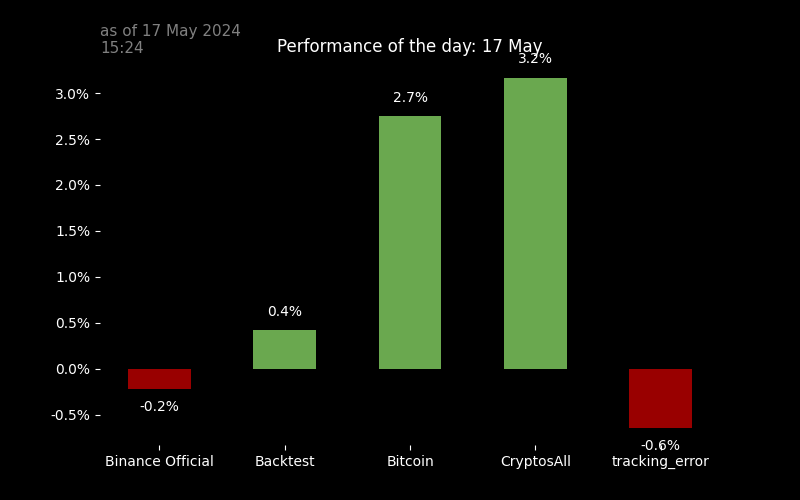 as of 17 May 2024
15:24
Performance of the day: 17 May
3.2%
3.0%
2.7%
2.5%
2.0%
1.5%
1.0%
0.4%
0.5%
0.0%
-0.2%
-0.5%
-0.6%
Binance Official
Backtest
Bitcoin
CryptosAll
tracking_error